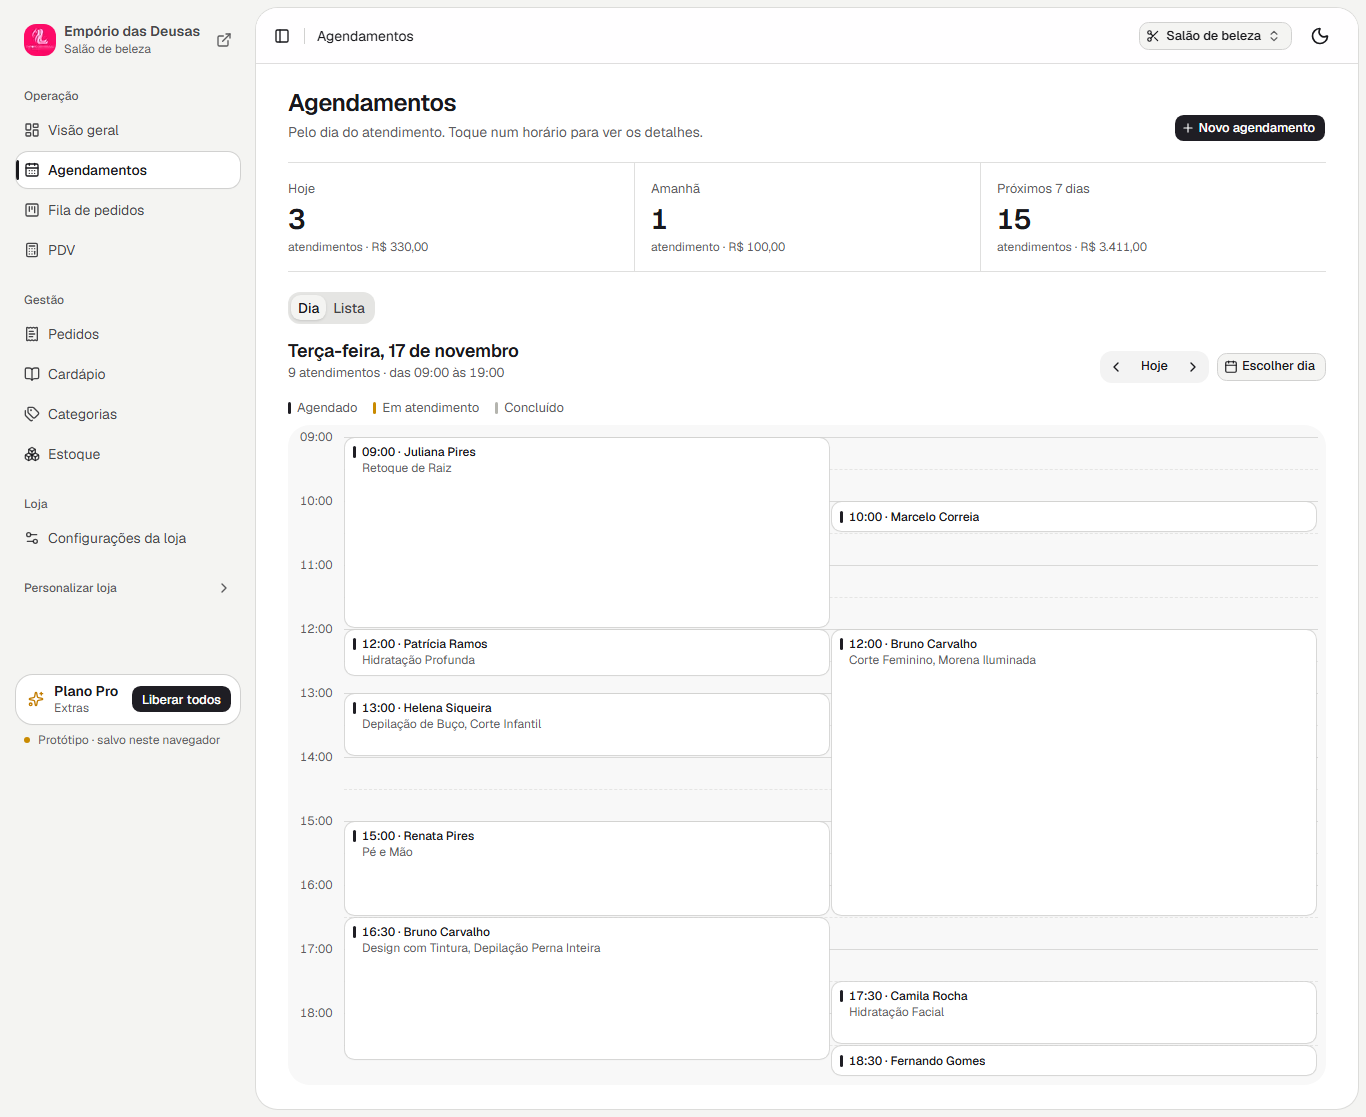 Empório das Deusas
Salão de beleza
Operação
Visão geral
Agendamentos
Fila de pedidos
PDV
Gestão
Pedidos
Cardápio
Categorias
Estoque
Loja
Configurações da loja
Personalizar loja
Plano Pro
Extras
Liberar todos
Protótipo · salvo neste navegador
Agendamentos
Salão de beleza
Agendamentos
Pelo dia do atendimento. Toque num horário para ver os detalhes.
Novo agendamento
Hoje
3
atendimentos · R$ 330,00
Amanhã
1
atendimento · R$ 100,00
Próximos 7 dias
15
atendimentos · R$ 3.411,00
Dia
Lista
Terça-feira, 17 de novembro
9 atendimentos · das 09:00 às 19:00
Hoje
Escolher dia
Agendado
Em atendimento
Concluído
09:00
10:00
11:00
12:00
13:00
14:00
15:00
16:00
17:00
18:00
09:00 · Juliana Pires
Retoque de Raiz
10:00 · Marcelo Correia
12:00 · Patrícia Ramos
Hidratação Profunda
12:00 · Bruno Carvalho
Corte Feminino, Morena Iluminada
13:00 · Helena Siqueira
Depilação de Buço, Corte Infantil
15:00 · Renata Pires
Pé e Mão
16:30 · Bruno Carvalho
Design com Tintura, Depilação Perna Inteira
17:30 · Camila Rocha
Hidratação Facial
18:30 · Fernando Gomes